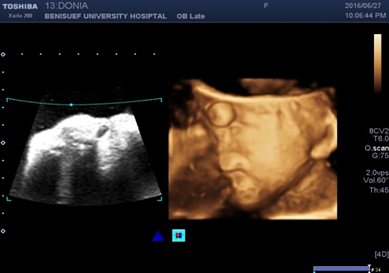 TOSHIBA 13:DONIA F 2016/06/27
Xario 200 BENISUEF UNIVERSITY HOSIPTAL OB Late 10:06:44 PM
8CV2
T6.0
Q.scan
G:75
2.0vps
Vol.60°
Th:45
[4D]